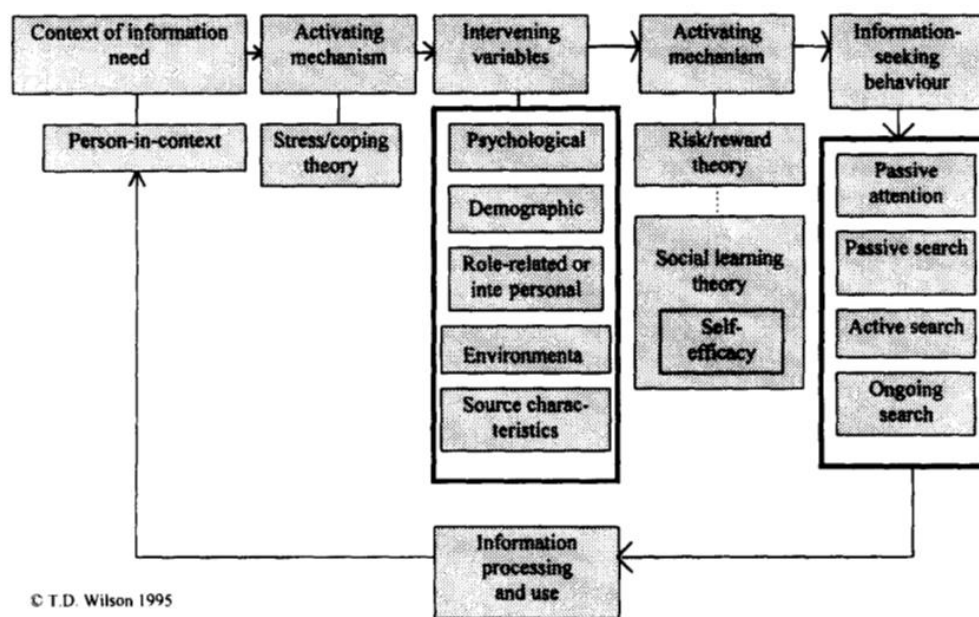 Context of information
need
Activating
mechanism
Intervening
variables
Activating
mechanism
Information-
seeking
behaviour
Person-in-context
Stress/coping
theory
Psychological
Demographic
Role-related or
inte personal
Environmenta
Source charac-
teristics
Risk/reward
theory
Social learning
theory
Self-
efficacy
Passive
attention
Passive search
Active search
Ongoing
search
Information
processing
and use
© T.D. Wilson 1995